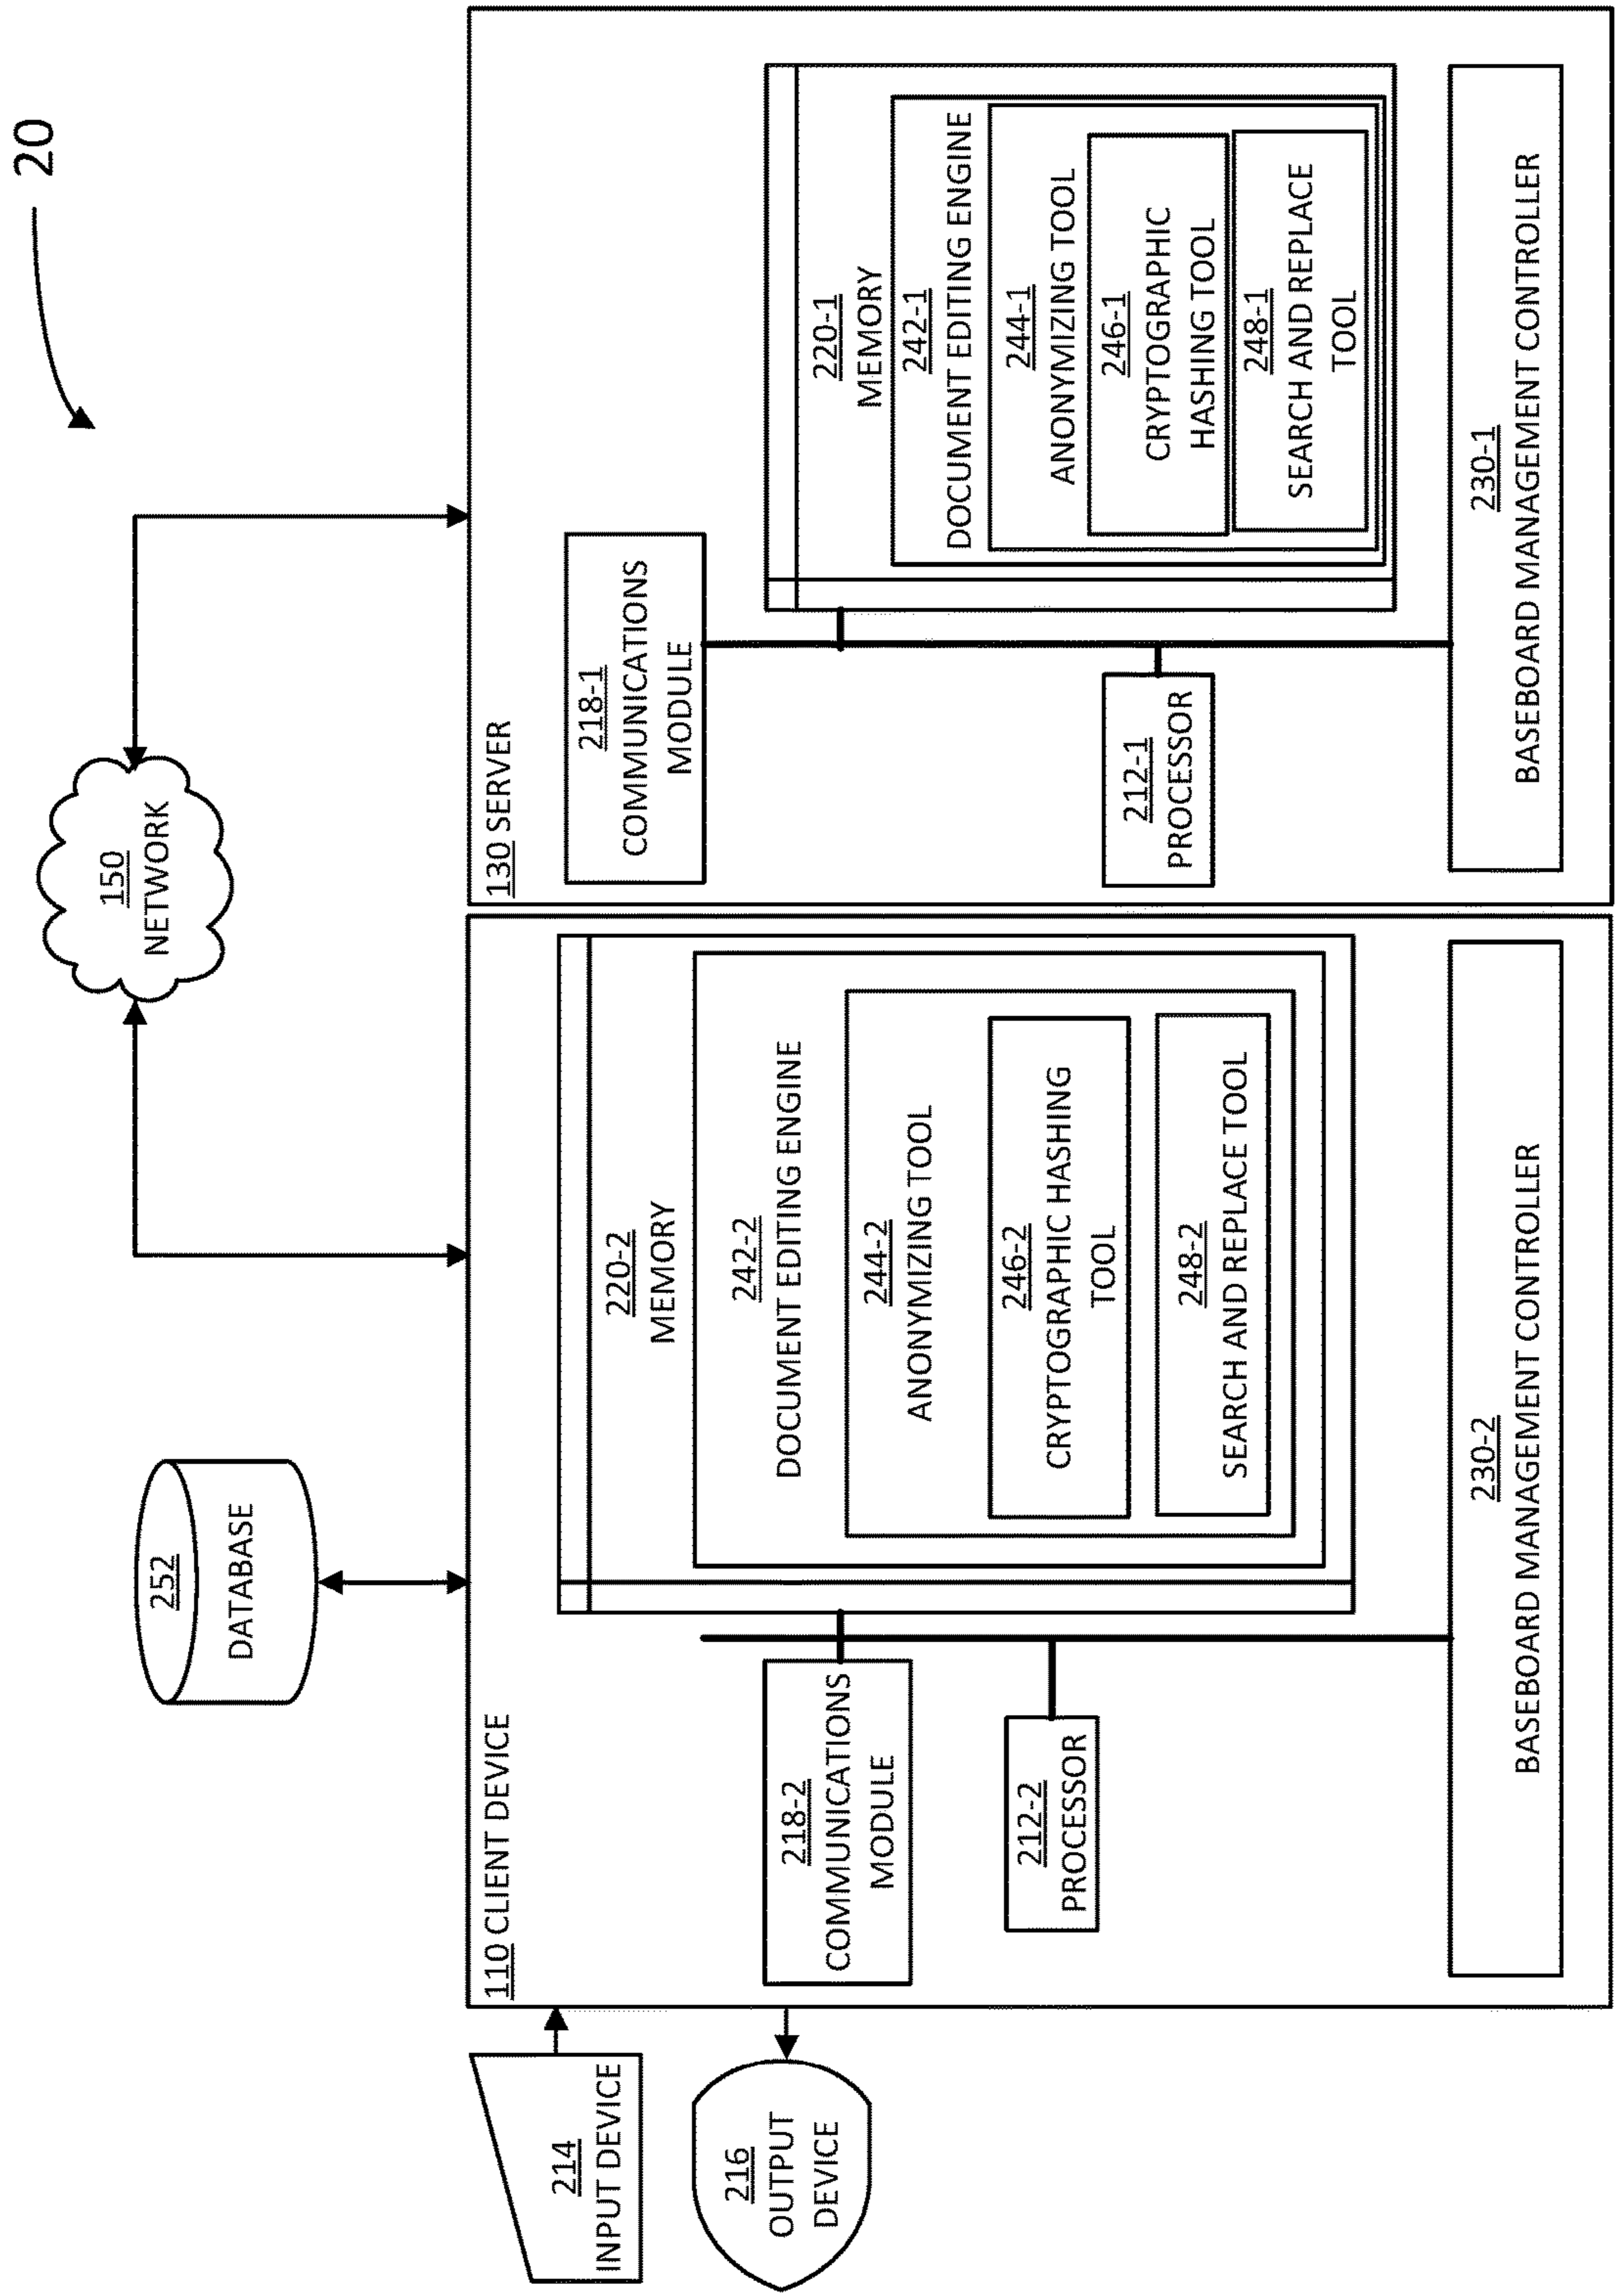 20
150
NETWORK
252
DATABASE
214
INPUT DEVICE
216
OUTPUT
DEVICE
110 CLIENT DEVICE
218-2
COMMUNICATIONS
MODULE
212-2
PROCESSOR
220-2
MEMORY
242-2
DOCUMENT EDITING ENGINE
244-2
ANONYMIZING TOOL
246-2
CRYPTOGRAPHIC HASHING
TOOL
248-2
SEARCH AND REPLACE TOOL
230-2
BASEBOARD MANAGEMENT CONTROLLER
130 SERVER
218-1
COMMUNICATIONS
MODULE
212-1
PROCESSOR
220-1
MEMORY
242-1
DOCUMENT EDITING ENGINE
244-1
ANONYMIZING TOOL
246-1
CRYPTOGRAPHIC
HASHING TOOL
248-1
SEARCH AND REPLACE
TOOL
230-1
BASEBOARD MANAGEMENT CONTROLLER